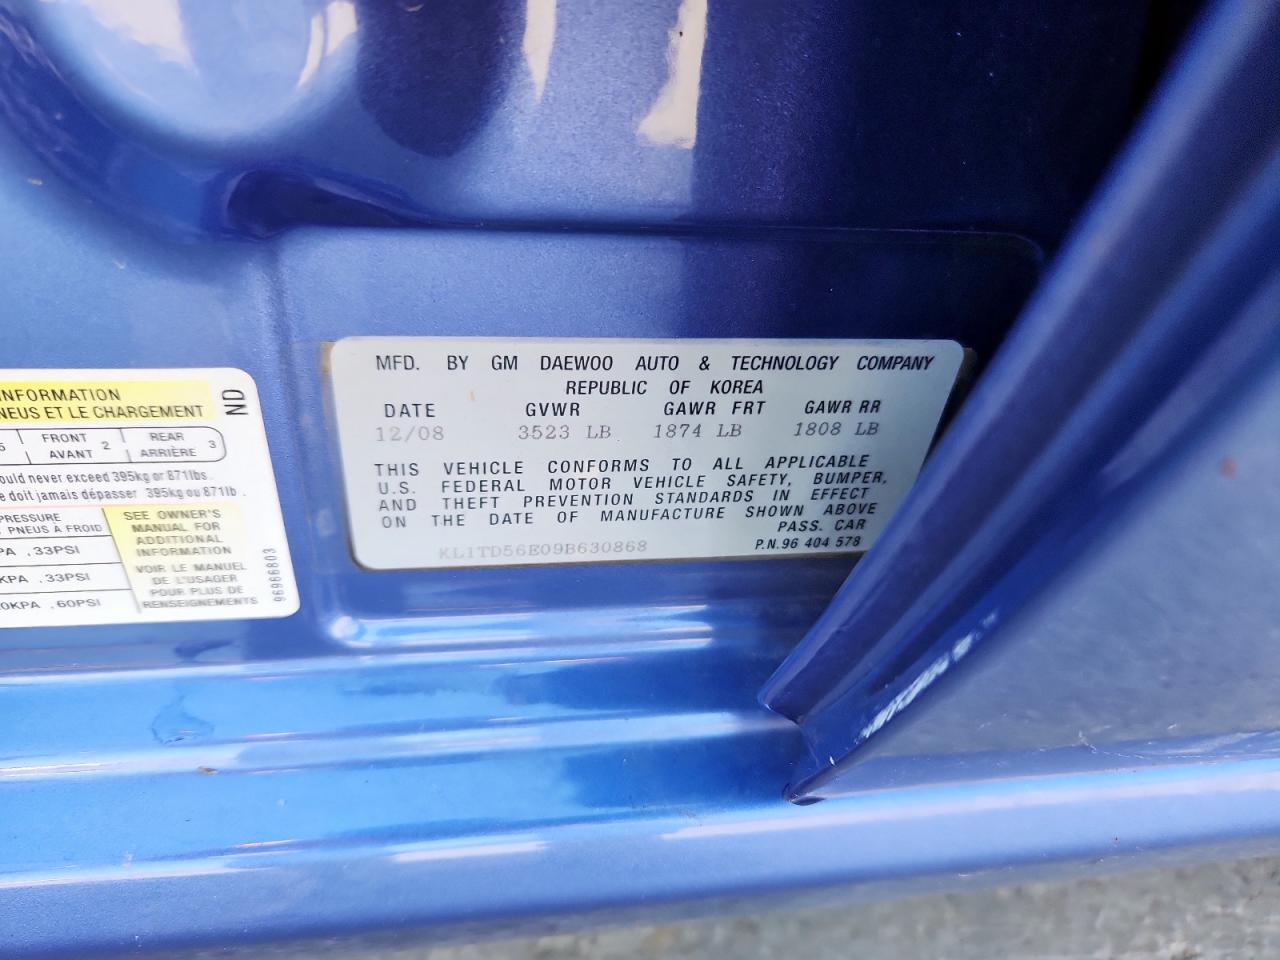 INFORMATION
PNEUS ET LE CHARGEMENT
ND
5 FRONT AVANT 2 REAR ARRIÈRE 3
ould never exceed 395kg or 871lbs.
e doit jamais dépasser 395kg ou 871lb.
PRESSURE
PNEUS A FROID
PA , 33PSI
KPA , 33PSI
0KPA , 60PSI
SEE OWNER'S
MANUAL FOR
ADDITIONAL
INFORMATION
VOIR LE MANUEL
DE L'USAGER
POUR PLUS DE
RENSEIGNEMENTS
96966803
MFD. BY GM DAEWOO AUTO & TECHNOLOGY COMPANY
REPUBLIC OF KOREA
DATE GVWR GAWR FRT GAWR RR
12/08 3523 LB 1874 LB 1808 LB
THIS VEHICLE CONFORMS TO ALL APPLICABLE
U.S. FEDERAL MOTOR VEHICLE SAFETY, BUMPER,
AND THEFT PREVENTION STANDARDS IN EFFECT
ON THE DATE OF MANUFACTURE SHOWN ABOVE
PASS. CAR
KL1TD56E09B630868 P.N.96 404 578